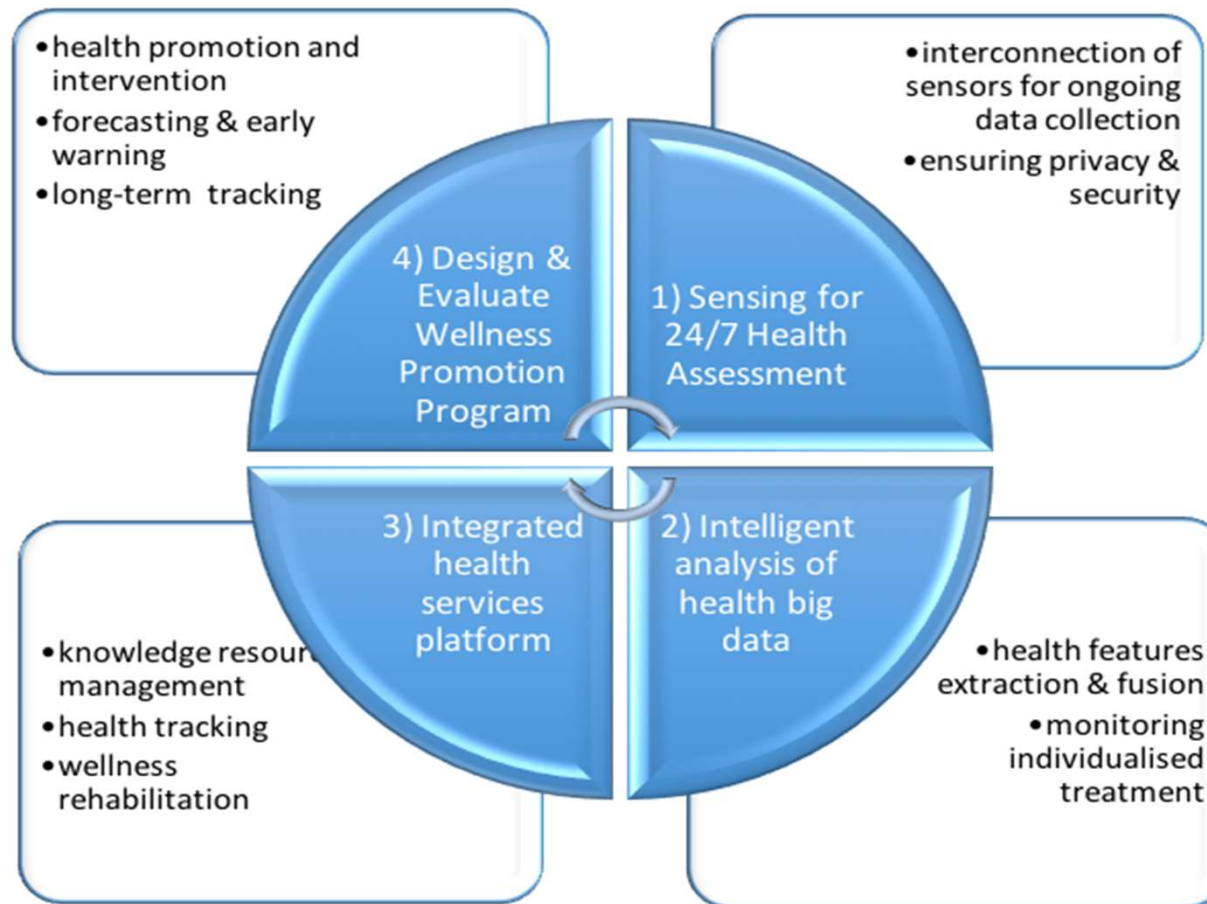 •health promotion and
intervention
•forecasting & early
warning
•long-term tracking
•interconnection of
sensors for ongoing
data collection
•ensuring privacy &
security
4) Design &
Evaluate
Wellness
Promotion
Program
1) Sensing for
24/7 Health
Assessment
3) Integrated
health
services
platform
2) Intelligent
analysis of
health big
data
•knowledge
management
•health tracking
•wellness
rehabilitation
•health features
extraction & fusion
•monitoring
individualised
treatment